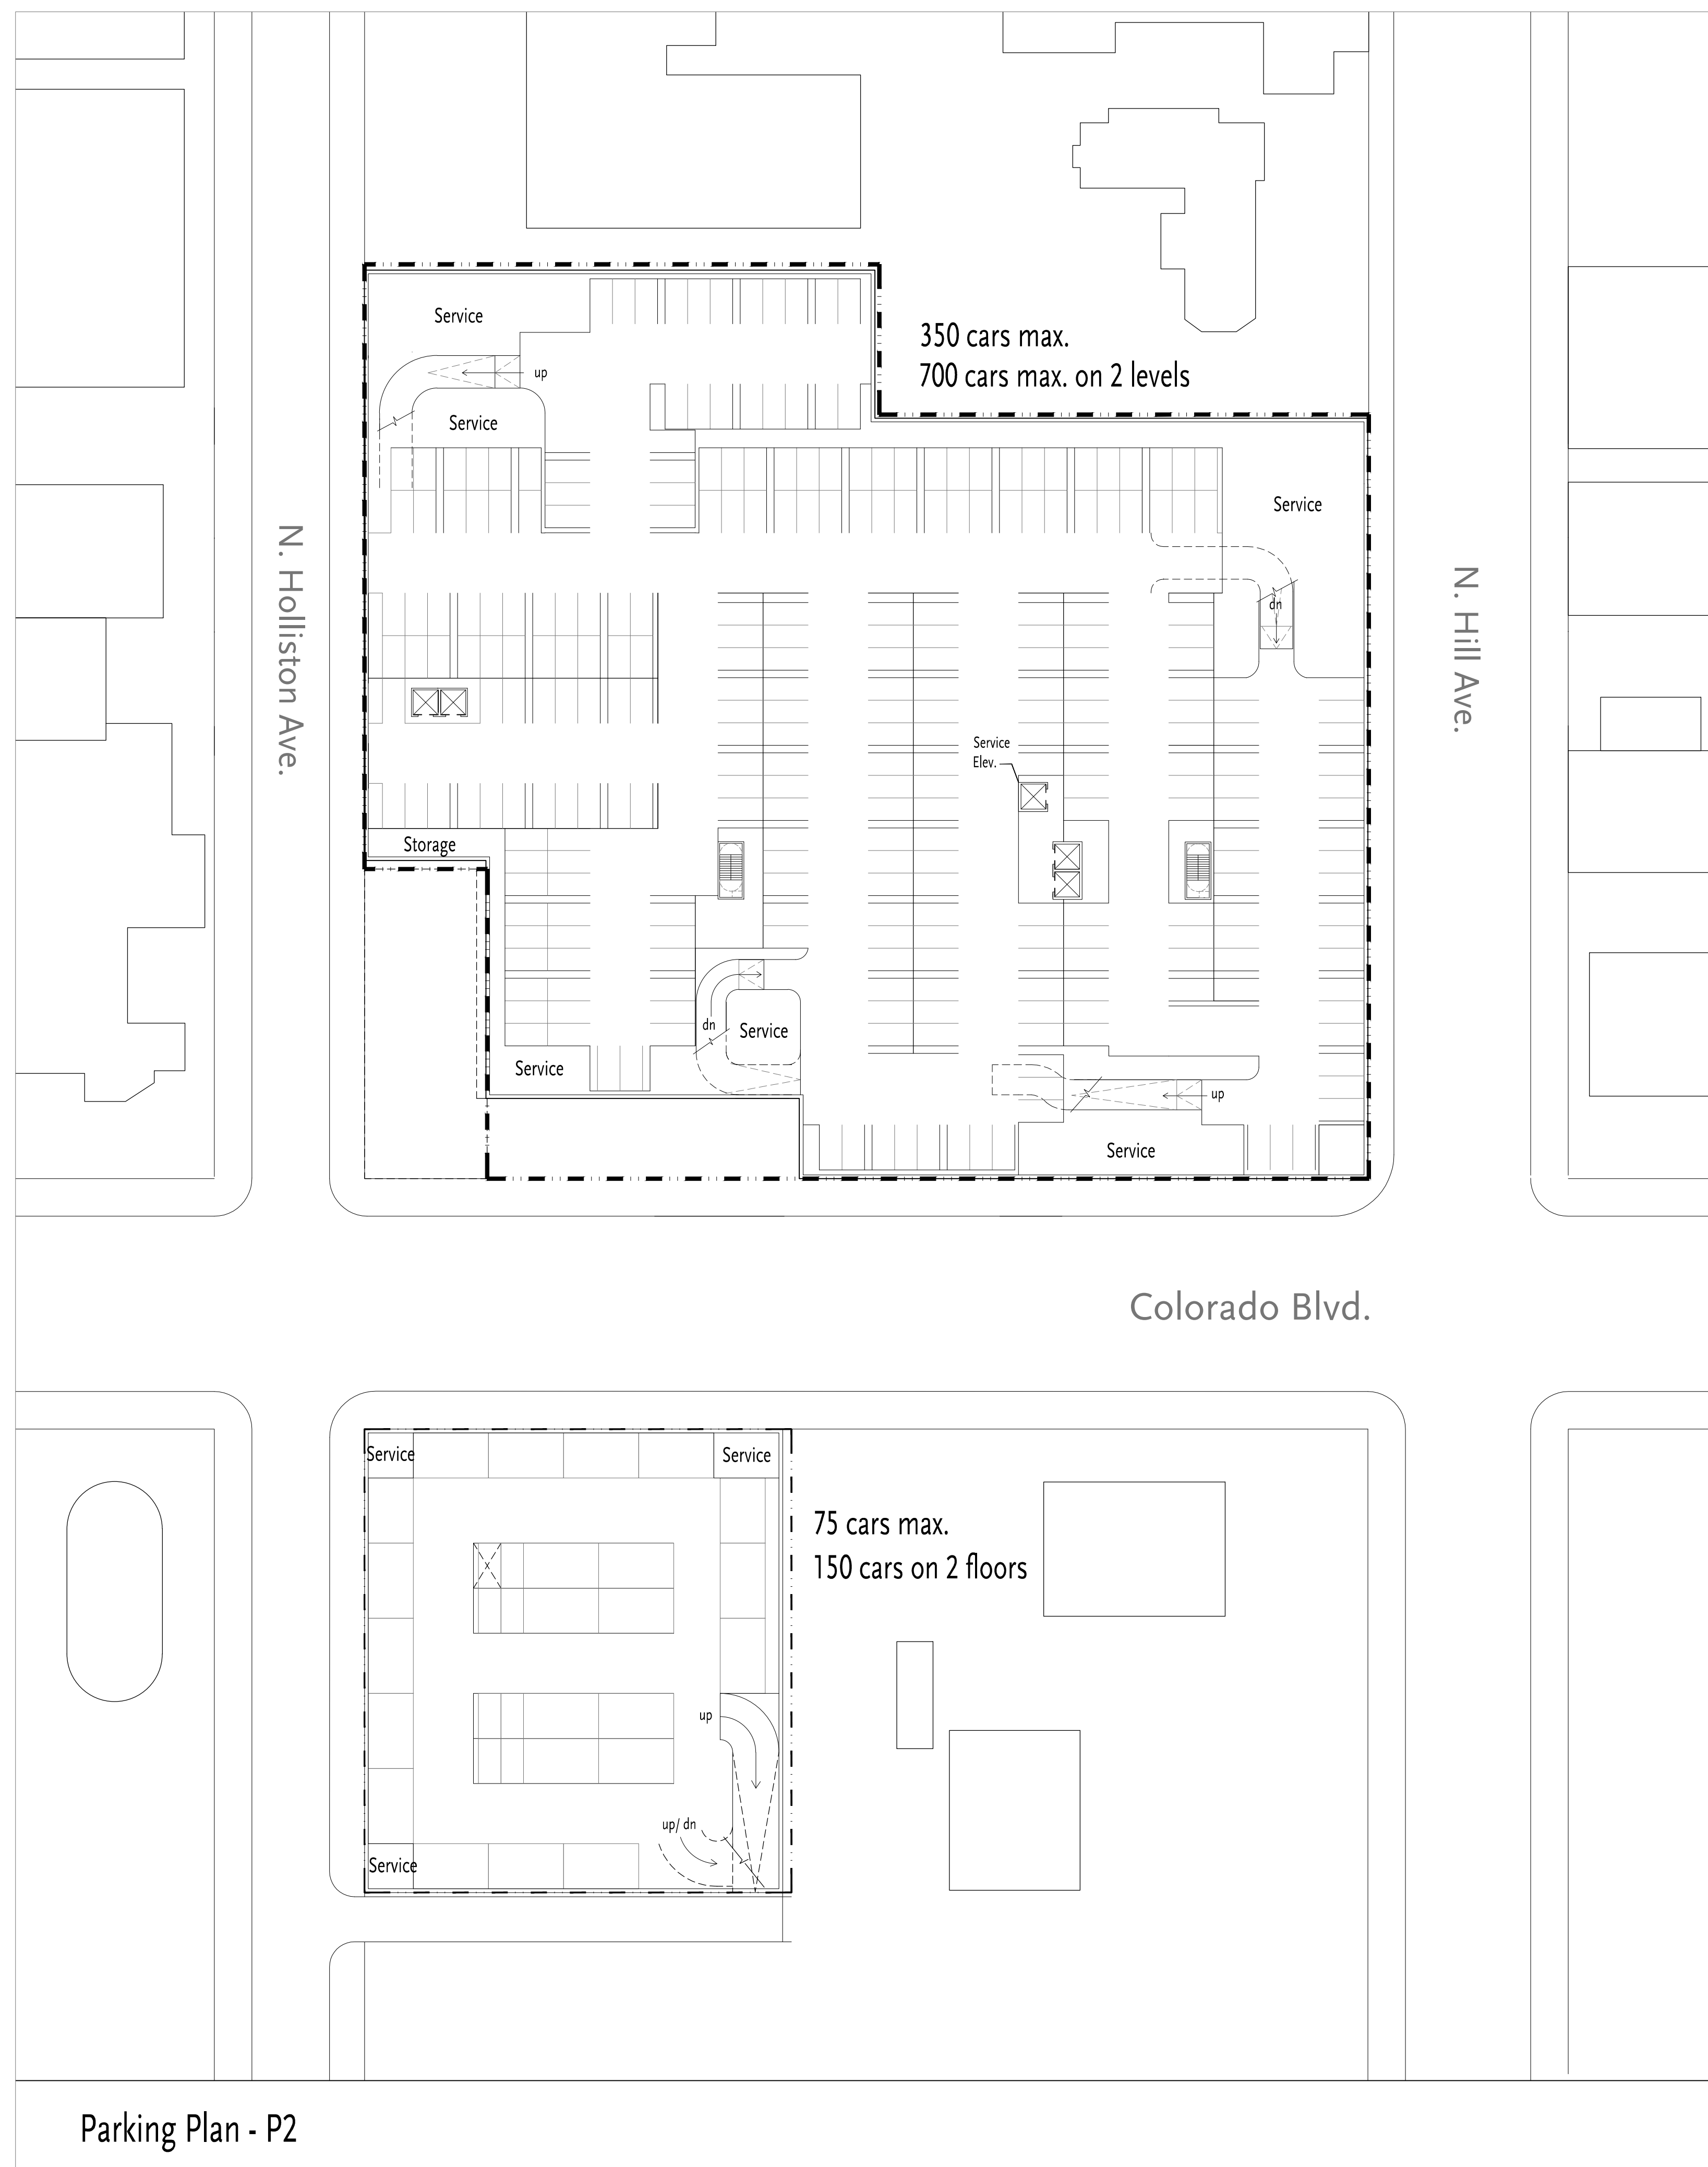 Service
350 cars max.
700 cars max. on 2 levels
up
Service
Service
N. Holliston Ave.
N. Hill Ave.
dn
Service
Elev.
Storage
dn
Service
Service
up
Service
Colorado Blvd.
Service
Service
75 cars max.
150 cars on 2 floors
up
up/ dn
Service
Parking Plan - P2